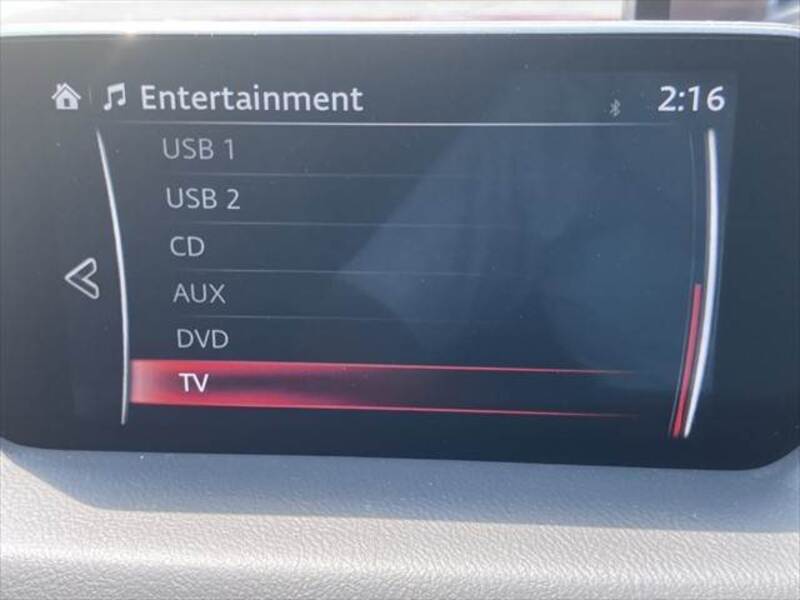 Entertainment 2:16
USB 1
USB 2
CD
AUX
DVD
TV